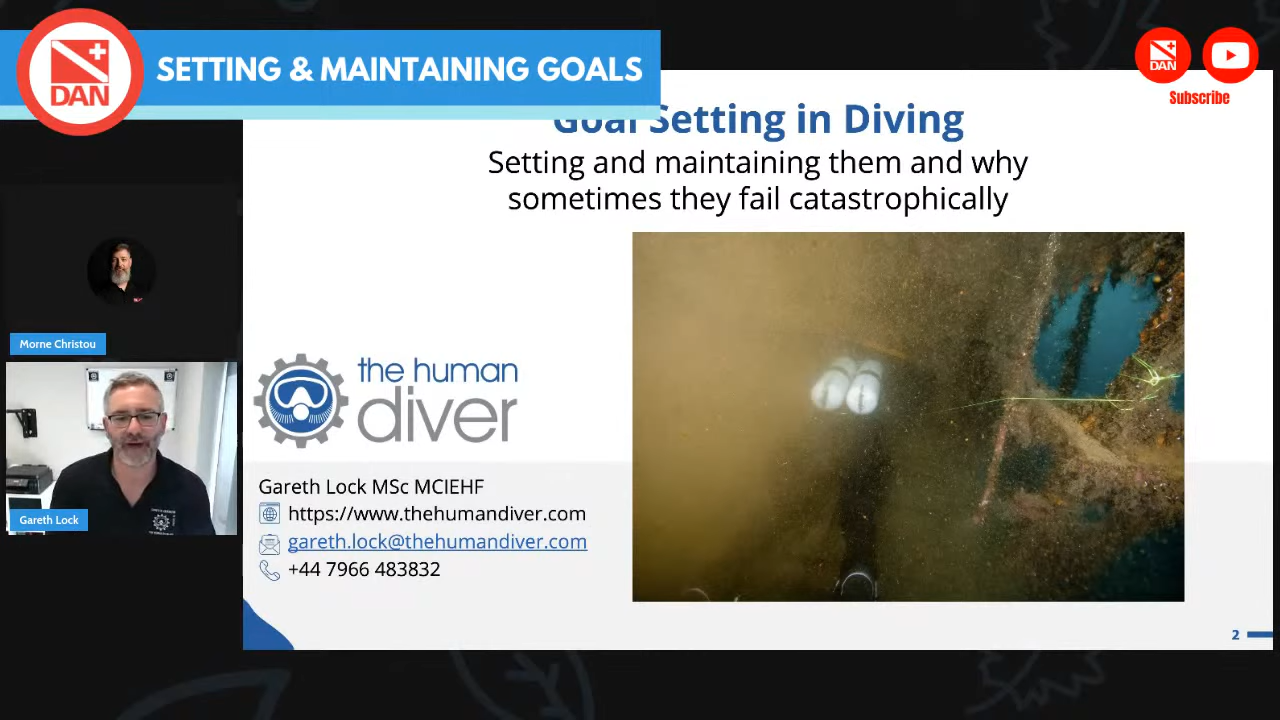 SETTING & MAINTAINING GOALS
DAN
DAN
Subscribe
Goal Setting in Diving
Setting and maintaining them and why
sometimes they fail catastrophically
Morne Christou
Gareth Lock
the human
diver
Gareth Lock MSc MCIEHF
https://www.thehumandiver.com
gareth.lock@thehumandiver.com
+44 7966 483832
2